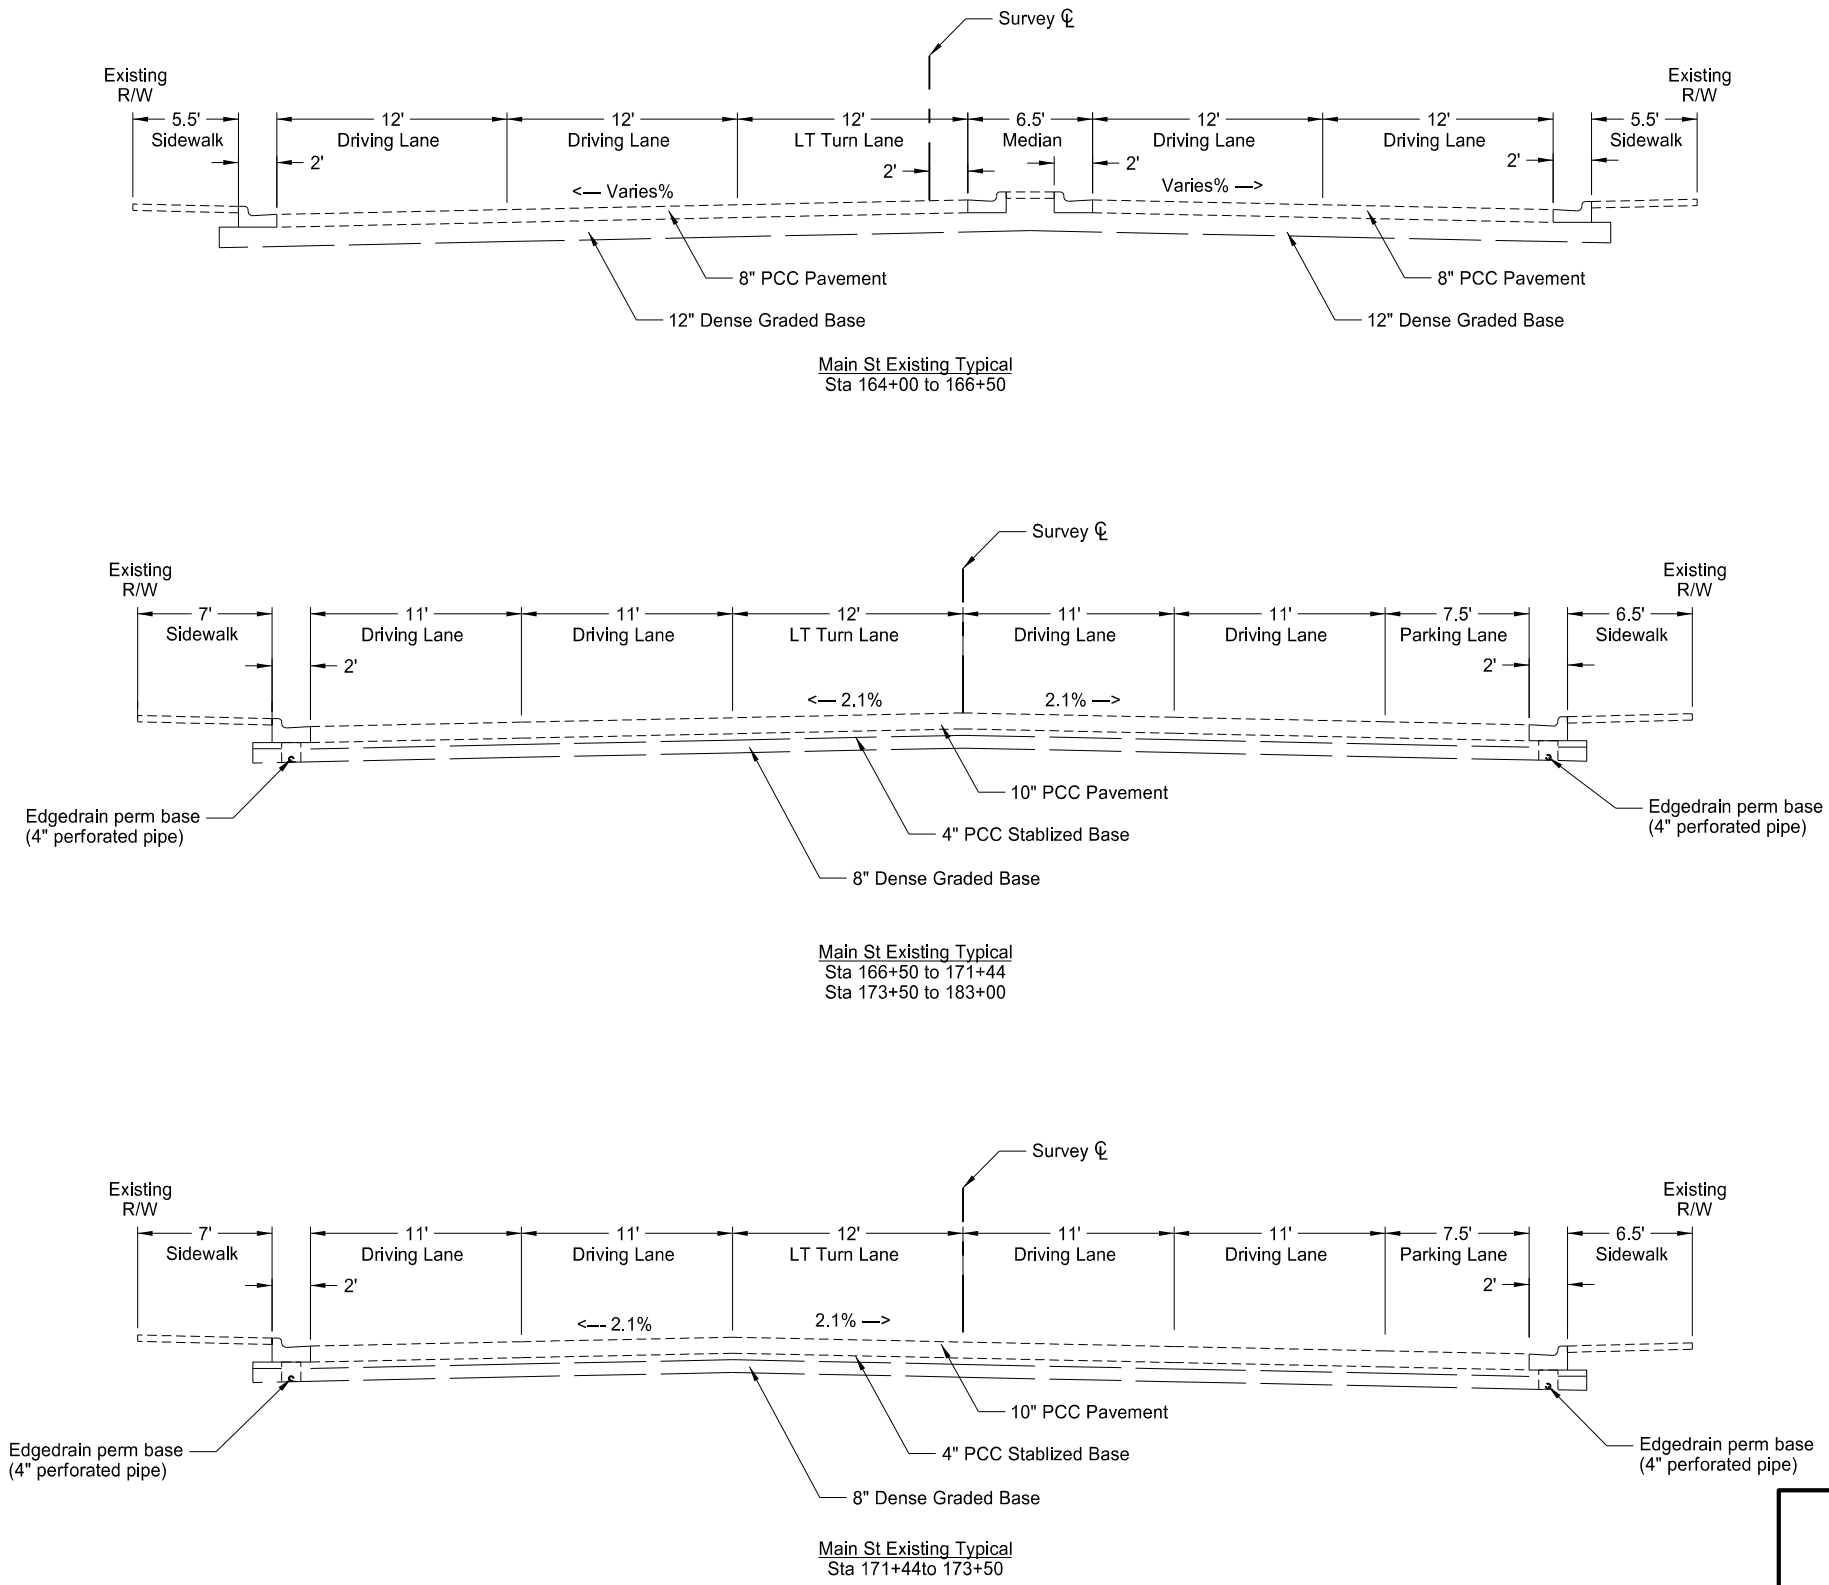 Survey ℄
Existing
R/W
Existing
R/W
5.5'
Sidewalk
12'
Driving Lane
12'
Driving Lane
12'
LT Turn Lane
6.5'
Median
12'
Driving Lane
12'
Driving Lane
5.5'
Sidewalk
2'
2'
2'
2'
<-- Varies%
Varies% -->
8" PCC Pavement
12" Dense Graded Base
8" PCC Pavement
12" Dense Graded Base
Main St Existing Typical
Sta 164+00 to 166+50
Survey ℄
Existing
R/W
Existing
R/W
7'
Sidewalk
11'
Driving Lane
11'
Driving Lane
12'
LT Turn Lane
11'
Driving Lane
11'
Driving Lane
7.5'
Parking Lane
6.5'
Sidewalk
2'
2'
<-- 2.1%
2.1% -->
Edgedrain perm base
(4" perforated pipe)
10" PCC Pavement
4" PCC Stablized Base
8" Dense Graded Base
Edgedrain perm base
(4" perforated pipe)
Main St Existing Typical
Sta 166+50 to 171+44
Sta 173+50 to 183+00
Survey ℄
Existing
R/W
Existing
R/W
7'
Sidewalk
11'
Driving Lane
11'
Driving Lane
12'
LT Turn Lane
11'
Driving Lane
11'
Driving Lane
7.5'
Parking Lane
6.5'
Sidewalk
2'
2'
<--- 2.1%
2.1% -->
Edgedrain perm base
(4" perforated pipe)
10" PCC Pavement
4" PCC Stablized Base
8" Dense Graded Base
Edgedrain perm base
(4" perforated pipe)
Main St Existing Typical
Sta 171+44to 173+50